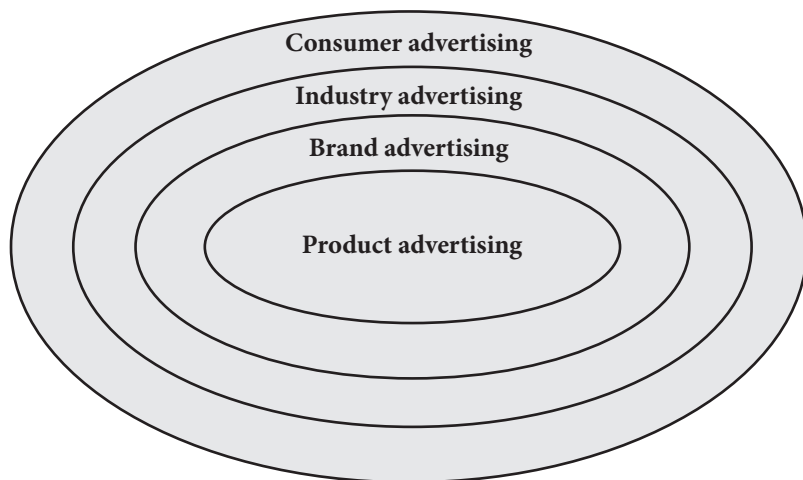 Consumer advertising
Industry advertising
Brand advertising
Product advertising